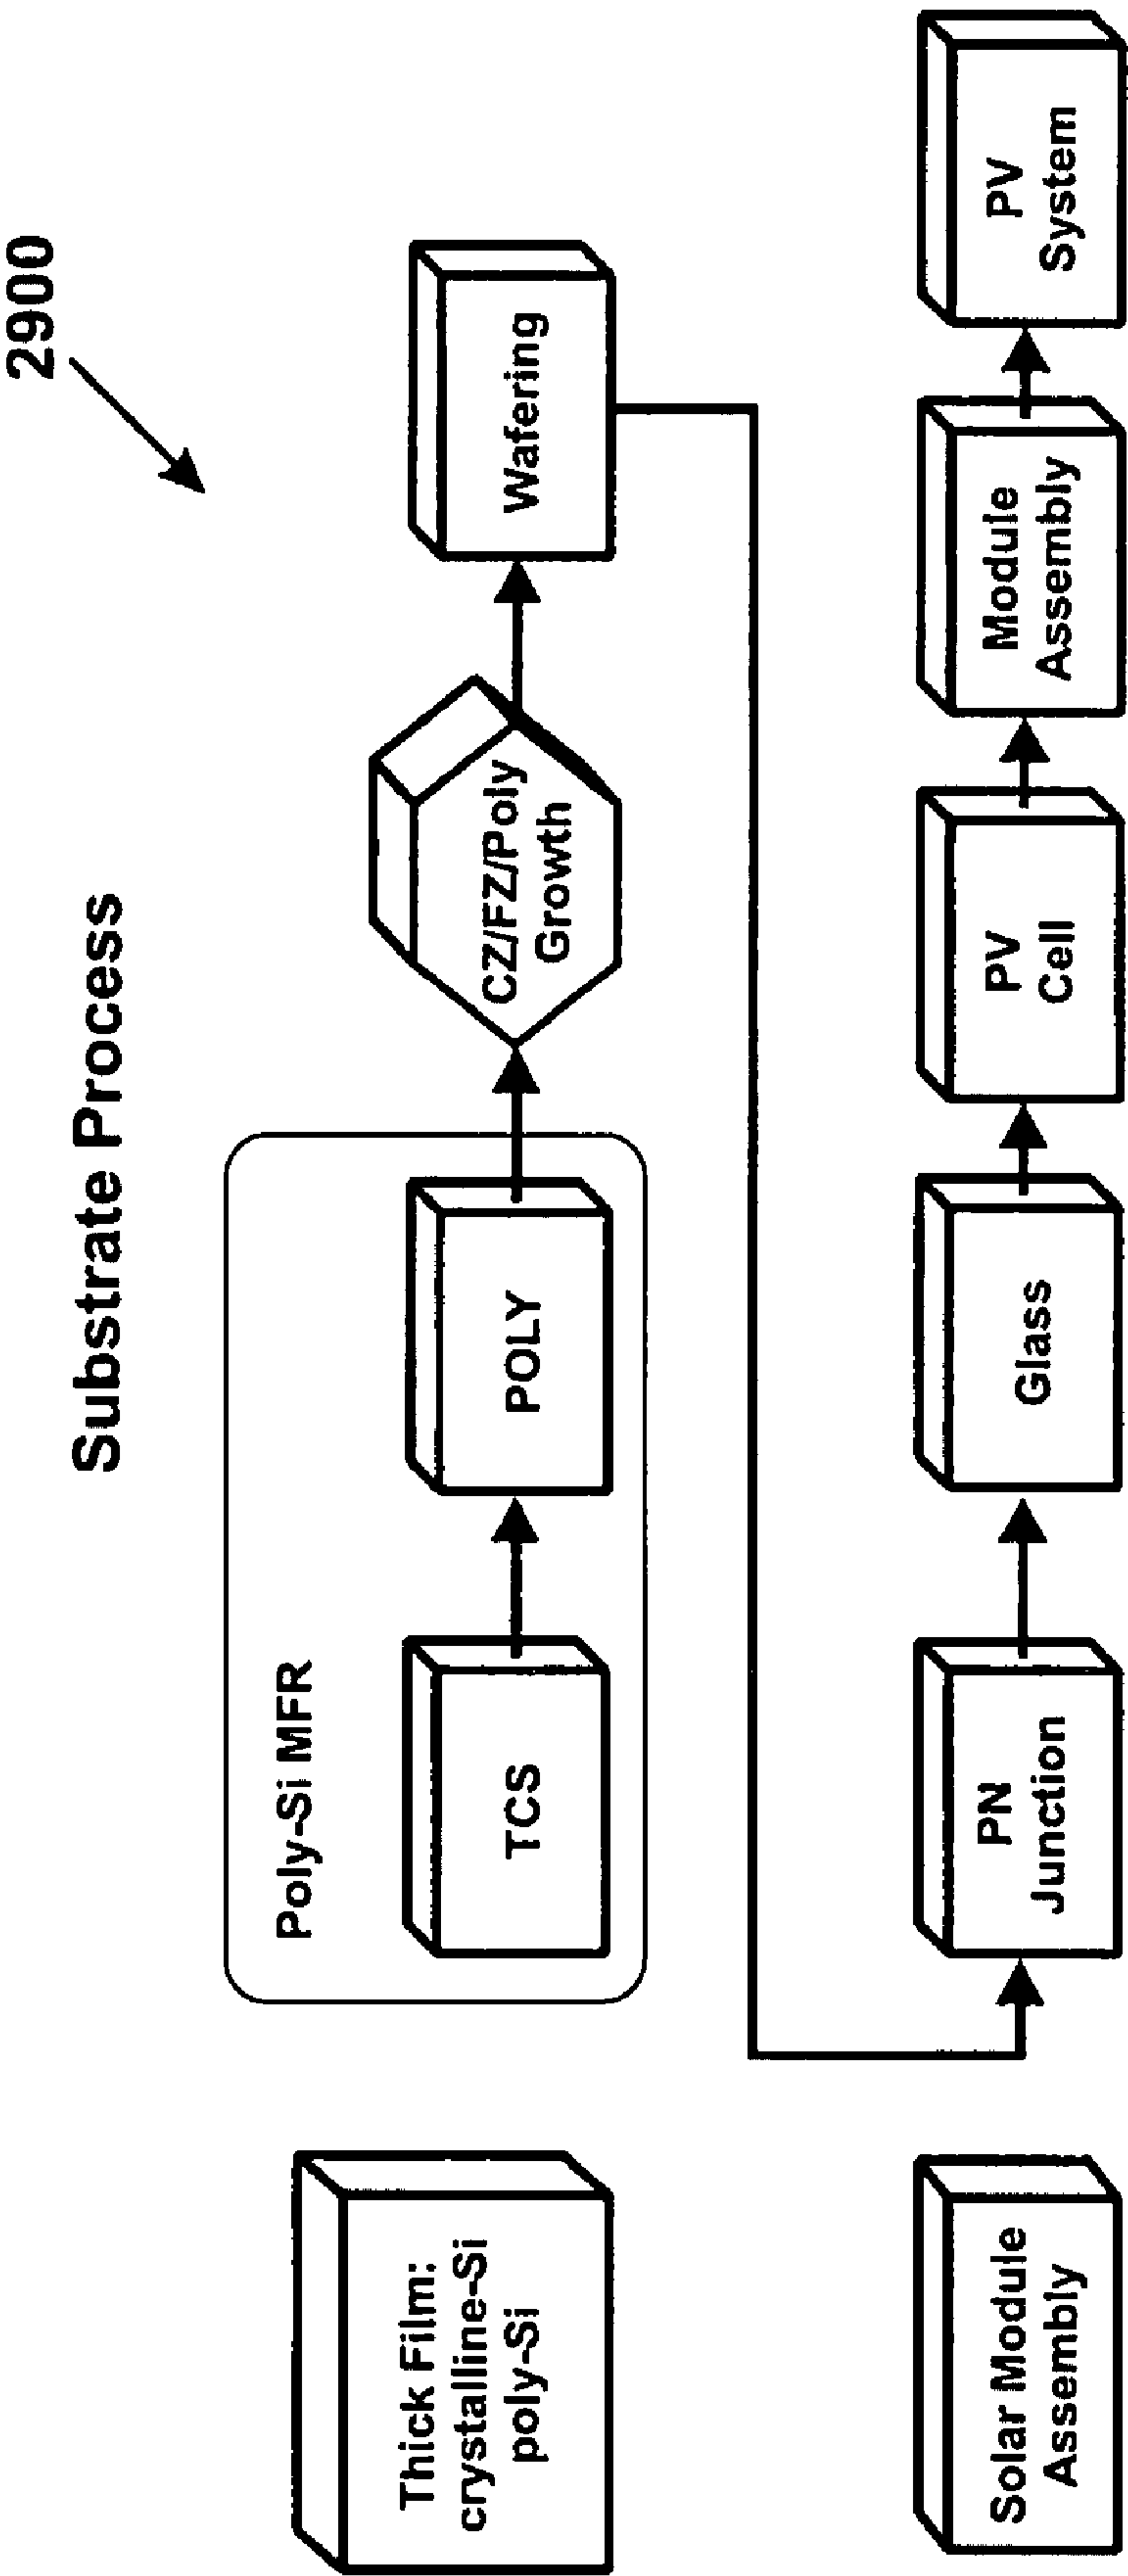 2900
Substrate Process
Thick Film:
crystalline-Si
poly-Si
Poly-Si MFR
TCS
POLY
CZ/FZ/Poly
Growth
Wafering
Solar Module
Assembly
PN
Junction
Glass
PV
Cell
Module
Assembly
PV
System